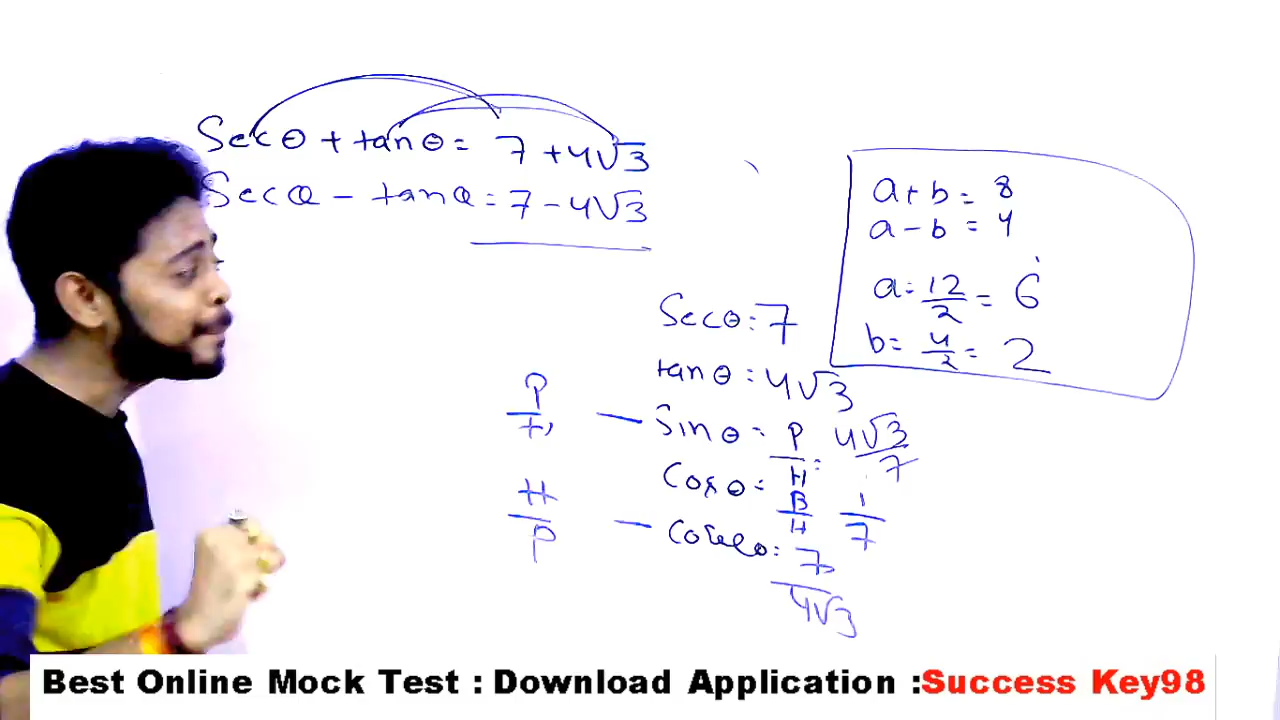 Secθ + tanθ = 7 + 4√3
Secθ - tanθ = 7 - 4√3
a + b = 8
a - b = 4
a = 12/2 = 6
b = 4/2 = 2
Secθ = 7
tanθ = 4√3
P/H — Sinθ = P/H = 4√3/7
Cosθ = B/H 1/7
H/P — Cosecθ = 7/4√3
Best Online Mock Test : Download Application :Success Key98